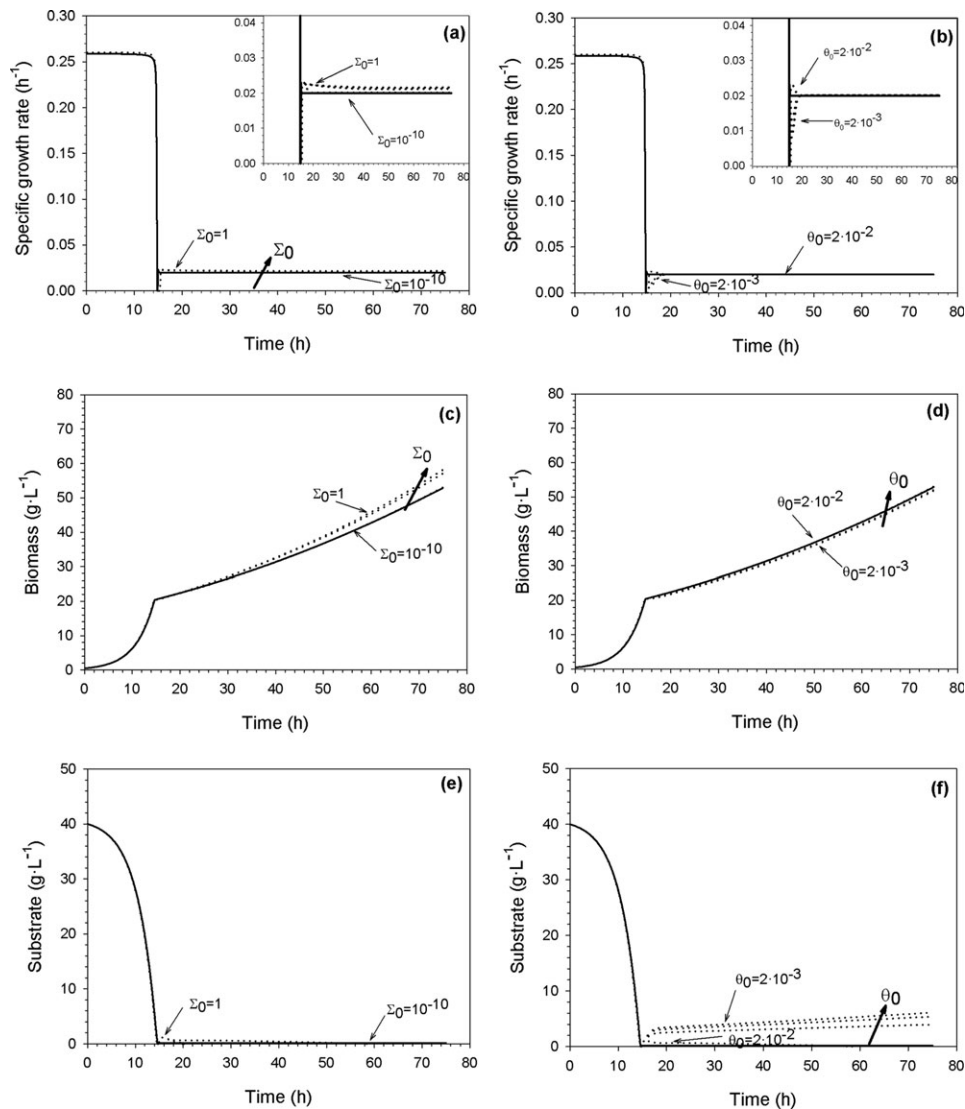 (a)
Specific growth rate (h⁻¹)
0.30
0.25
0.20
0.15
0.10
0.05
0.00
0 10 20 30 40 50 60 70 80
Time (h)
0.04
0.03
0.02
0.01
0.00
0 10 20 30 40 50 60 70 80
Σ₀=1
Σ₀=10⁻¹⁰
Σ₀=1
Σ₀
Σ₀=10⁻¹⁰
(b)
Specific growth rate (h⁻¹)
0.30
0.25
0.20
0.15
0.10
0.05
0.00
0 10 20 30 40 50 60 70 80
Time (h)
0.04
0.03
0.02
0.01
0.00
0 10 20 30 40 50 60 70 80
θ₀=2·10⁻²
θ₀=2·10⁻³
θ₀=2·10⁻²
θ₀=2·10⁻³
(c)
Biomass (g·L⁻¹)
80
70
60
50
40
30
20
10
0
0 10 20 30 40 50 60 70 80
Time (h)
Σ₀
Σ₀=1
Σ₀=10⁻¹⁰
(d)
Biomass (g·L⁻¹)
80
70
60
50
40
30
20
10
0
0 10 20 30 40 50 60 70 80
Time (h)
θ₀
θ₀=2·10⁻²
θ₀=2·10⁻³
(e)
Substrate (g·L⁻¹)
50
40
30
20
10
0
0 10 20 30 40 50 60 70 80
Time (h)
Σ₀=1
Σ₀=10⁻¹⁰
(f)
Substrate (g·L⁻¹)
50
40
30
20
10
0
0 10 20 30 40 50 60 70 80
Time (h)
θ₀=2·10⁻³
θ₀
θ₀=2·10⁻²